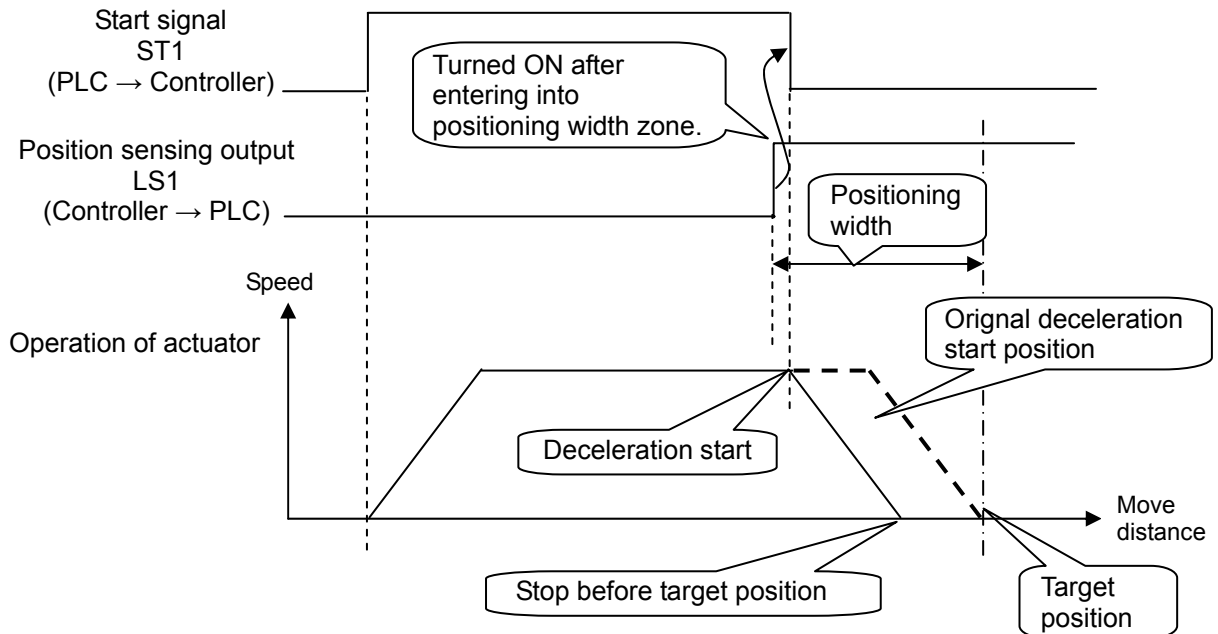 Start signal
ST1
(PLC → Controller)
Turned ON after
entering into
positioning width zone.
Position sensing output
LS1
(Controller → PLC)
Positioning
width
Speed
Operation of actuator
Orignal deceleration
start position
Deceleration start
Move
distance
Stop before target position
Target
position